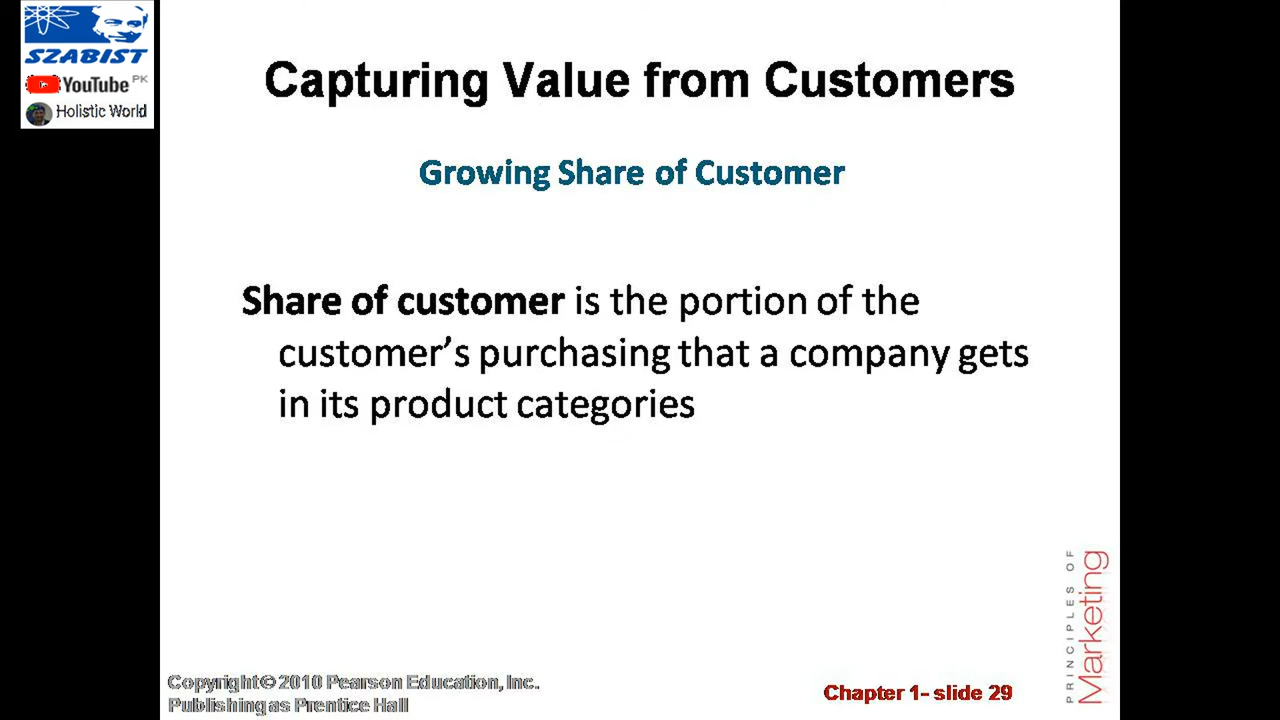 SZABIST
YouTube PK
Holistic World
Capturing Value from Customers
Growing Share of Customer
Share of customer is the portion of the
customer’s purchasing that a company gets
in its product categories
PRINCIPLES OF
Marketing
Copyright © 2010 Pearson Education, Inc.
Publishing as Prentice Hall
Chapter 1- slide 29